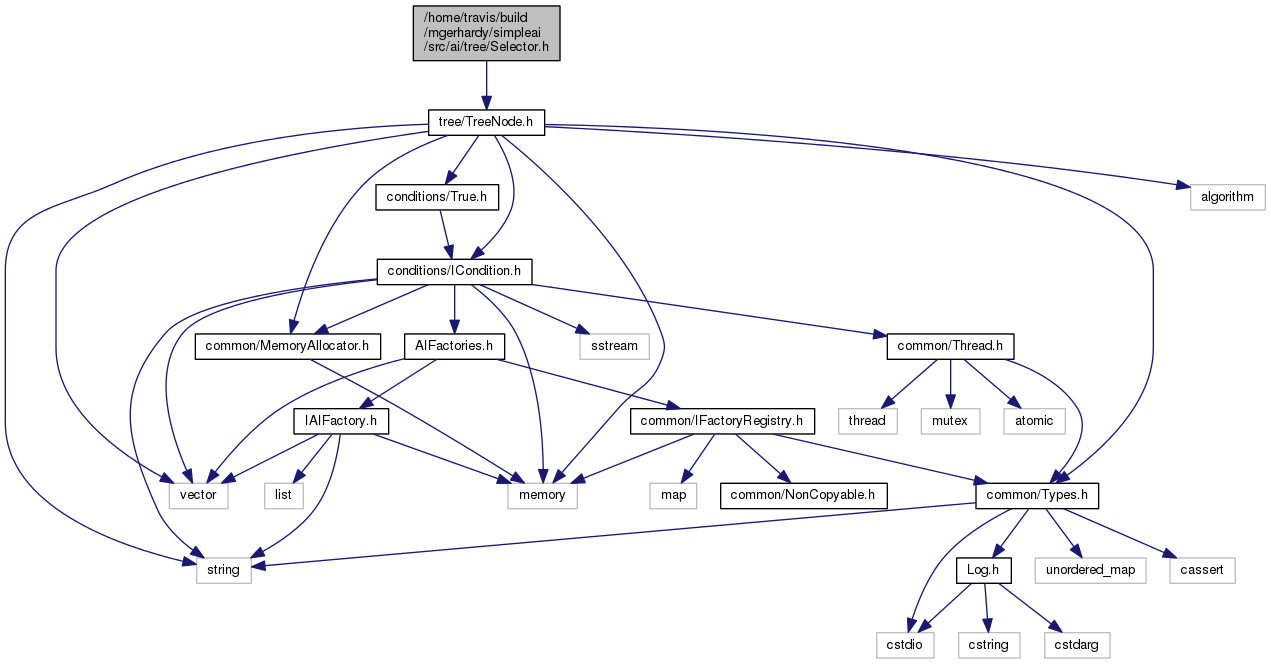 /home/travis/build
/mgerhardy/simpleai
/src/ai/tree/Selector.h
tree/TreeNode.h
conditions/True.h
algorithm
conditions/ICondition.h
common/MemoryAllocator.h
AIFactories.h
sstream
common/Thread.h
IAIFactory.h
common/IFactoryRegistry.h
thread
mutex
atomic
vector
list
memory
map
common/NonCopyable.h
common/Types.h
string
Log.h
unordered_map
cassert
cstdio
cstring
cstdarg